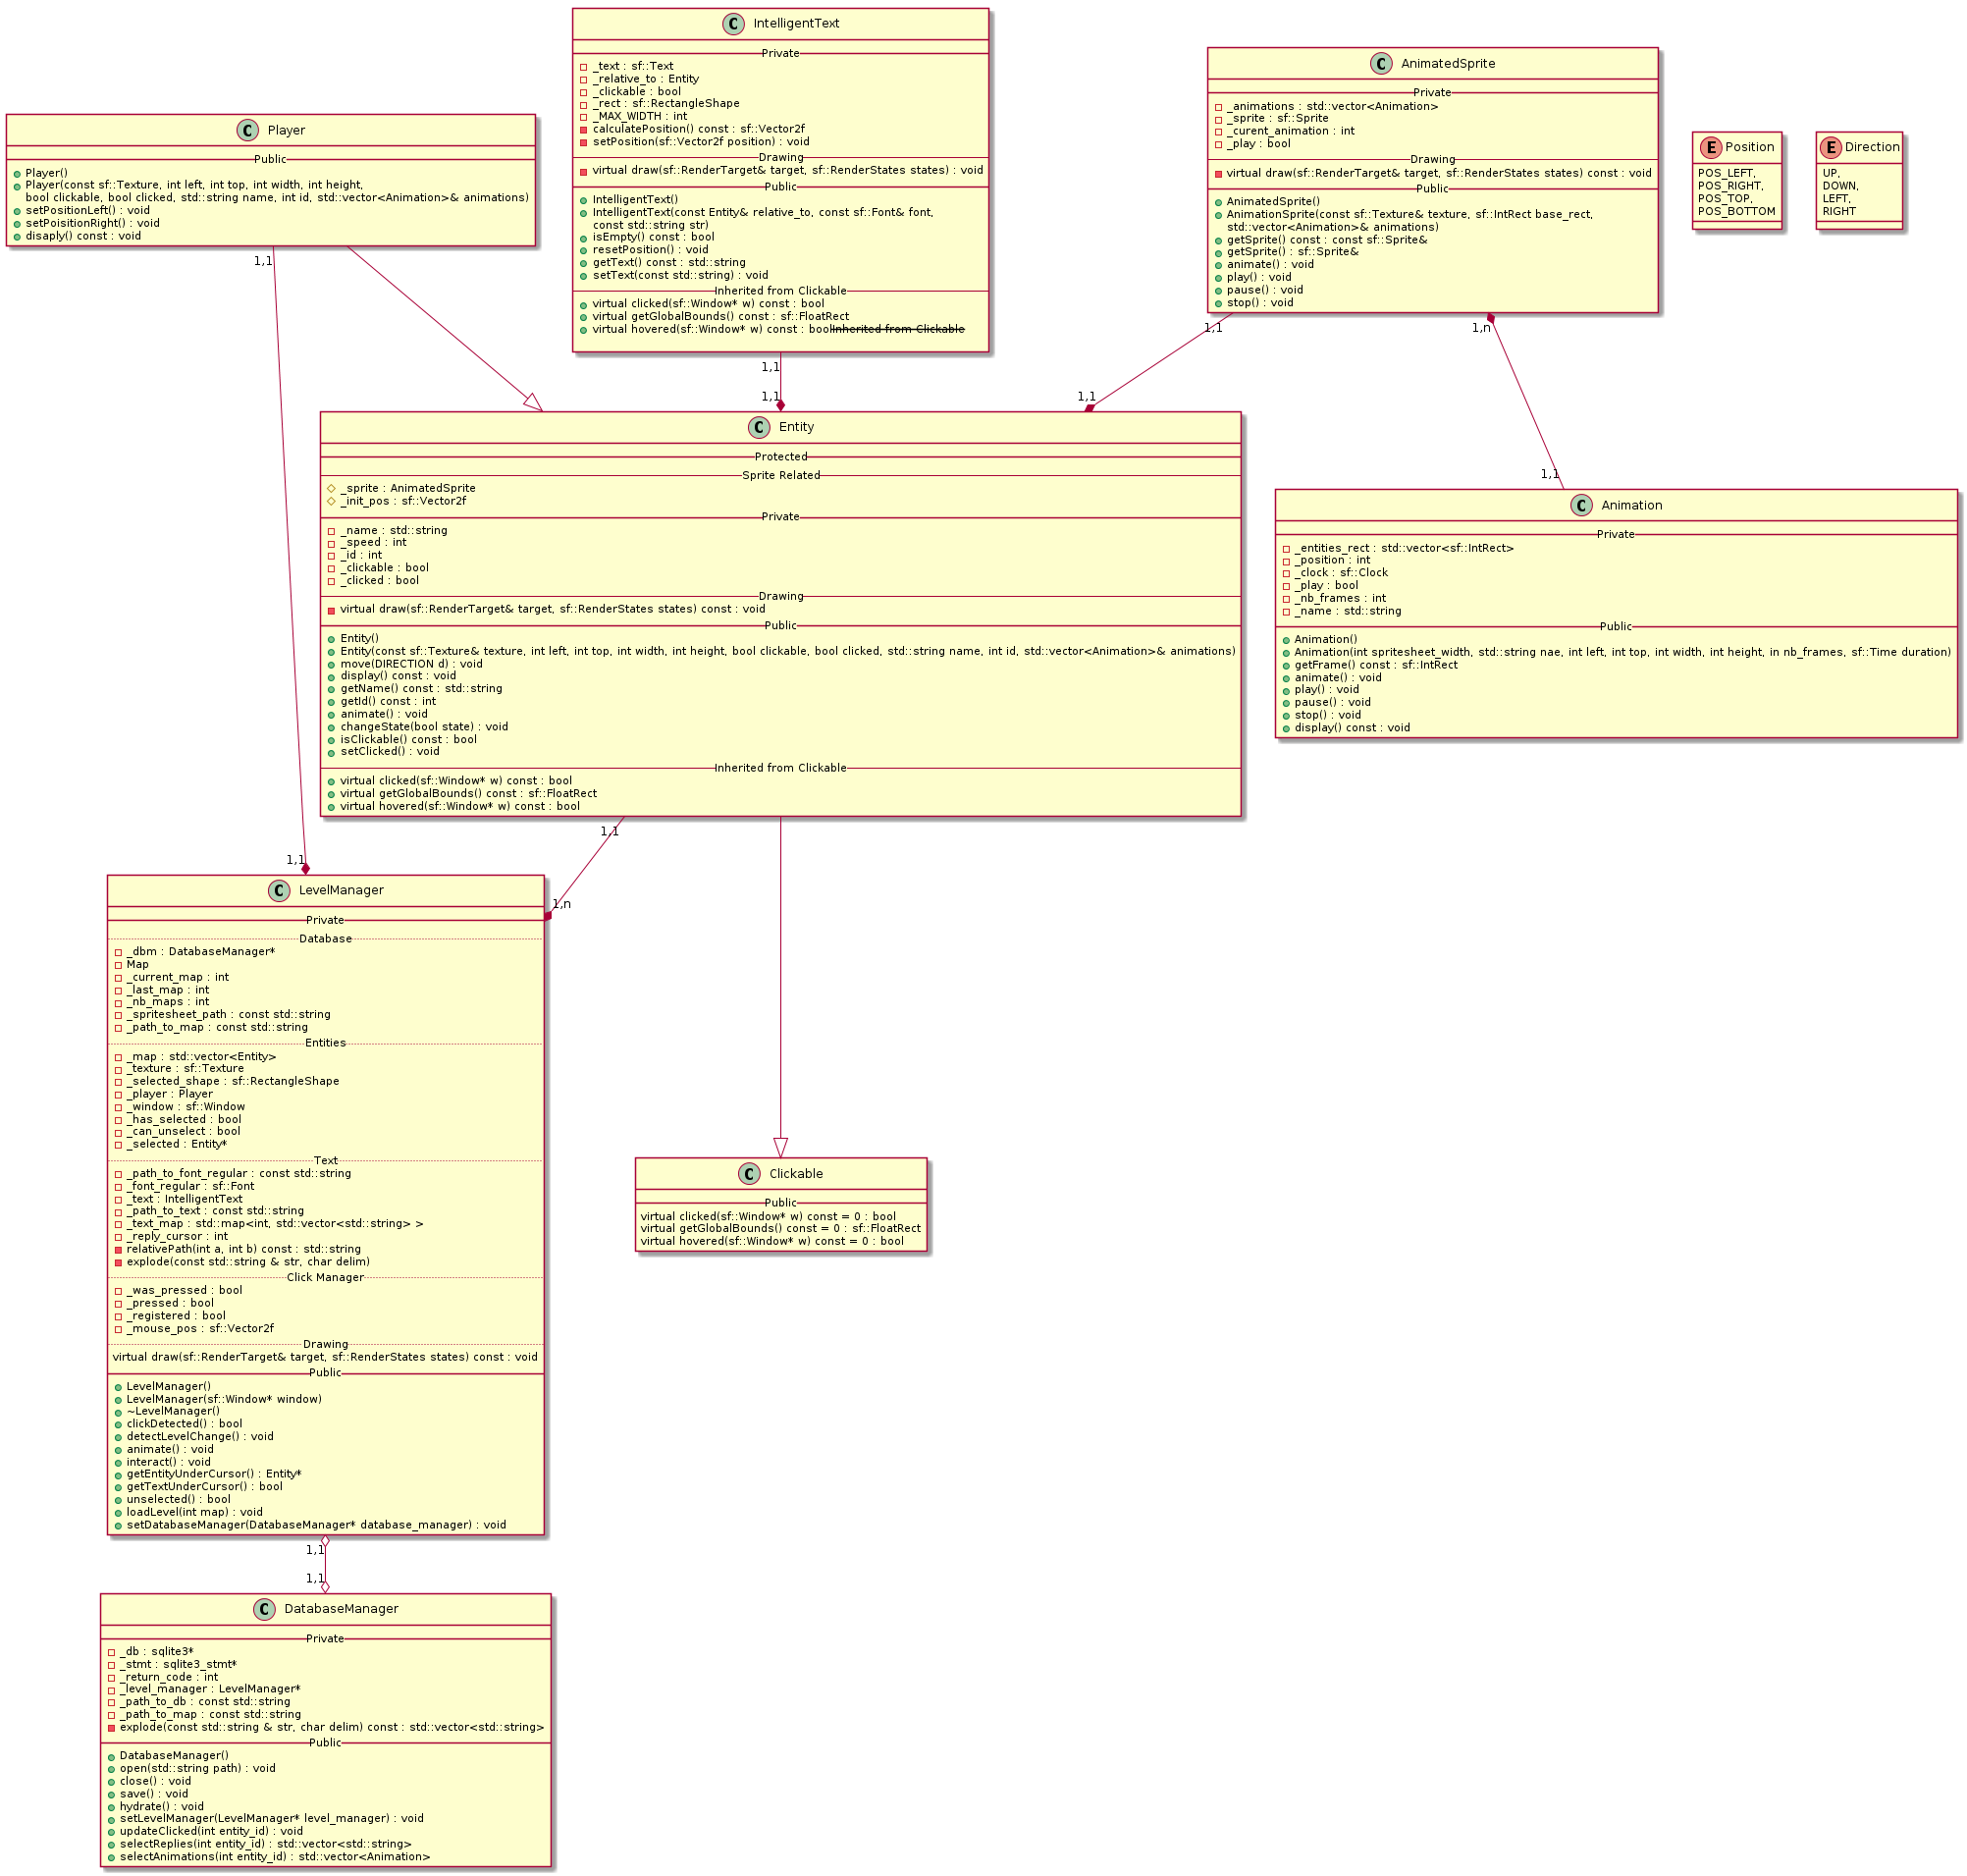 C IntelligentText
Private
_text : sf::Text
_relative_to : Entity
_clickable : bool
_rect : sf::RectangleShape
_MAX_WIDTH : int
calculatePosition() const : sf::Vector2f
setPosition(sf::Vector2f position) : void
Drawing
virtual draw(sf::RenderTarget& target, sf::RenderStates states) : void
Public
IntelligentText()
IntelligentText(const Entity& relative_to, const sf::Font& font,
const std::string str)
isEmpty() const : bool
resetPosition() : void
getText() const : std::string
setText(const std::string) : void
Inherited from Clickable
virtual clicked(sf::Window* w) const : bool
virtual getGlobalBounds() const : sf::FloatRect
virtual hovered(sf::Window* w) const : boolInherited from Clickable
C AnimatedSprite
Private
_animations : std::vector<Animation>
_sprite : sf::Sprite
_curent_animation : int
_play : bool
Drawing
virtual draw(sf::RenderTarget& target, sf::RenderStates states) const : void
Public
AnimatedSprite()
AnimationSprite(const sf::Texture& texture, sf::IntRect base_rect,
std::vector<Animation>& animations)
getSprite() const : const sf::Sprite&
getSprite() : sf::Sprite&
animate() : void
play() : void
pause() : void
stop() : void
C Player
Public
Player()
Player(const sf::Texture, int left, int top, int width, int height,
bool clickable, bool clicked, std::string name, int id, std::vector<Animation>& animations)
setPositionLeft() : void
setPoisitionRight() : void
disaply() const : void
E Position
POS_LEFT,
POS_RIGHT,
POS_TOP,
POS_BOTTOM
E Direction
UP,
DOWN,
LEFT,
RIGHT
1,1
1,1
1,1
1,1
1,1
1,n
1,1
C Entity
Protected
Sprite Related
_sprite : AnimatedSprite
_init_pos : sf::Vector2f
Private
_name : std::string
_speed : int
_id : int
_clickable : bool
_clicked : bool
Drawing
virtual draw(sf::RenderTarget& target, sf::RenderStates states) const : void
Public
Entity()
Entity(const sf::Texture& texture, int left, int top, int width, int height, bool clickable, bool clicked, std::string name, int id, std::vector<Animation>& animations)
move(DIRECTION d) : void
display() const : void
getName() const : std::string
getId() const : int
animate() : void
changeState(bool state) : void
isClickable() const : bool
setClicked() : void
Inherited from Clickable
virtual clicked(sf::Window* w) const : bool
virtual getGlobalBounds() const : sf::FloatRect
virtual hovered(sf::Window* w) const : bool
C Animation
Private
_entities_rect : std::vector<sf::IntRect>
_position : int
_clock : sf::Clock
_play : bool
_nb_frames : int
_name : std::string
Public
Animation()
Animation(int spritesheet_width, std::string nae, int left, int top, int width, int height, in nb_frames, sf::Time duration)
getFrame() const : sf::IntRect
animate() : void
play() : void
pause() : void
stop() : void
display() const : void
1,1
1,1
1,n
C LevelManager
Private
Database
_dbm : DatabaseManager*
Map
_current_map : int
_last_map : int
_nb_maps : int
_spritesheet_path : const std::string
_path_to_map : const std::string
Entities
_map : std::vector<Entity>
_texture : sf::Texture
_selected_shape : sf::RectangleShape
_player : Player
_window : sf::Window
_has_selected : bool
_can_unselect : bool
_selected : Entity*
Text
_path_to_font_regular : const std::string
_font_regular : sf::Font
_text : IntelligentText
_path_to_text : const std::string
_text_map : std::map<int, std::vector<std::string> >
_reply_cursor : int
relativePath(int a, int b) const : std::string
explode(const std::string & str, char delim)
Click Manager
_was_pressed : bool
_pressed : bool
_registered : bool
_mouse_pos : sf::Vector2f
Drawing
virtual draw(sf::RenderTarget& target, sf::RenderStates states) const : void
Public
LevelManager()
LevelManager(sf::Window* window)
~LevelManager()
clickDetected() : bool
detectLevelChange() : void
animate() : void
interact() : void
getEntityUnderCursor() : Entity*
getTextUnderCursor() : bool
unselected() : bool
loadLevel(int map) : void
setDatabaseManager(DatabaseManager* database_manager) : void
C Clickable
Public
virtual clicked(sf::Window* w) const = 0 : bool
virtual getGlobalBounds() const = 0 : sf::FloatRect
virtual hovered(sf::Window* w) const = 0 : bool
1,1
1,1
C DatabaseManager
Private
_db : sqlite3*
_stmt : sqlite3_stmt*
_return_code : int
_level_manager : LevelManager*
_path_to_db : const std::string
_path_to_map : const std::string
explode(const std::string & str, char delim) const : std::vector<std::string>
Public
DatabaseManager()
open(std::string path) : void
close() : void
save() : void
hydrate() : void
setLevelManager(LevelManager* level_manager) : void
updateClicked(int entity_id) : void
selectReplies(int entity_id) : std::vector<std::string>
selectAnimations(int entity_id) : std::vector<Animation>